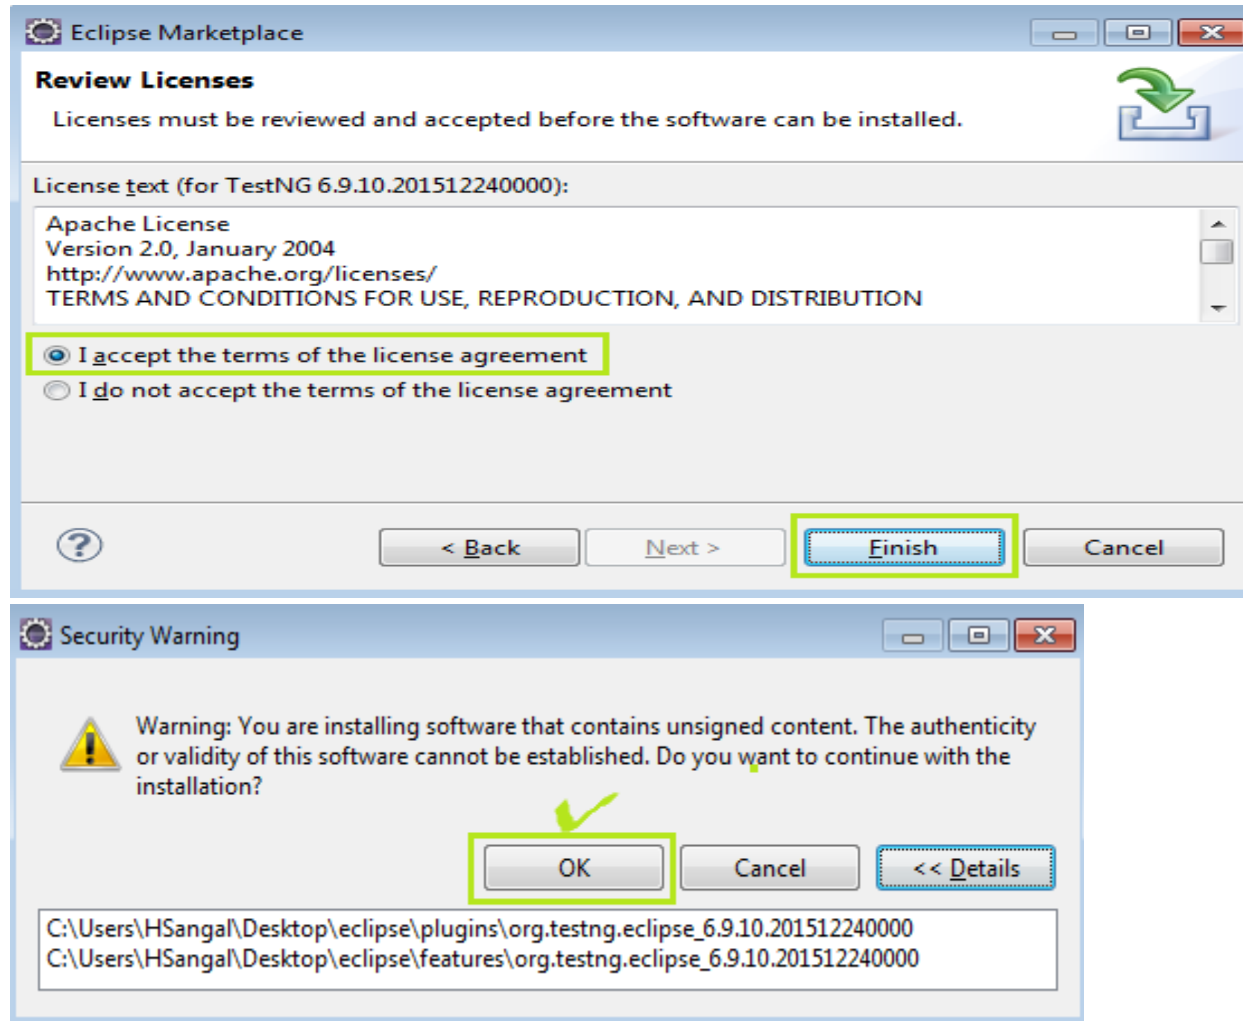 Eclipse Marketplace
Review Licenses
Licenses must be reviewed and accepted before the software can be installed.
License text (for TestNG 6.9.10.201512240000):
Apache License
Version 2.0, January 2004
http://www.apache.org/licenses/
TERMS AND CONDITIONS FOR USE, REPRODUCTION, AND DISTRIBUTION
I accept the terms of the license agreement
I do not accept the terms of the license agreement
< Back Next > Finish Cancel
Security Warning
Warning: You are installing software that contains unsigned content. The authenticity
or validity of this software cannot be established. Do you want to continue with the
installation?
OK Cancel << Details
C:\Users\HSangal\Desktop\eclipse\plugins\org.testng.eclipse_6.9.10.201512240000
C:\Users\HSangal\Desktop\eclipse\features\org.testng.eclipse_6.9.10.201512240000